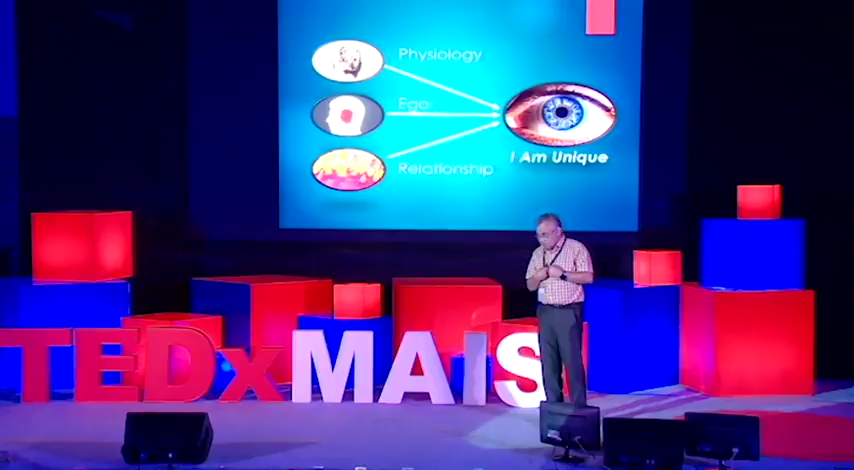 Physiology
Ego
Relationship
I Am Unique
TEDxMAIS